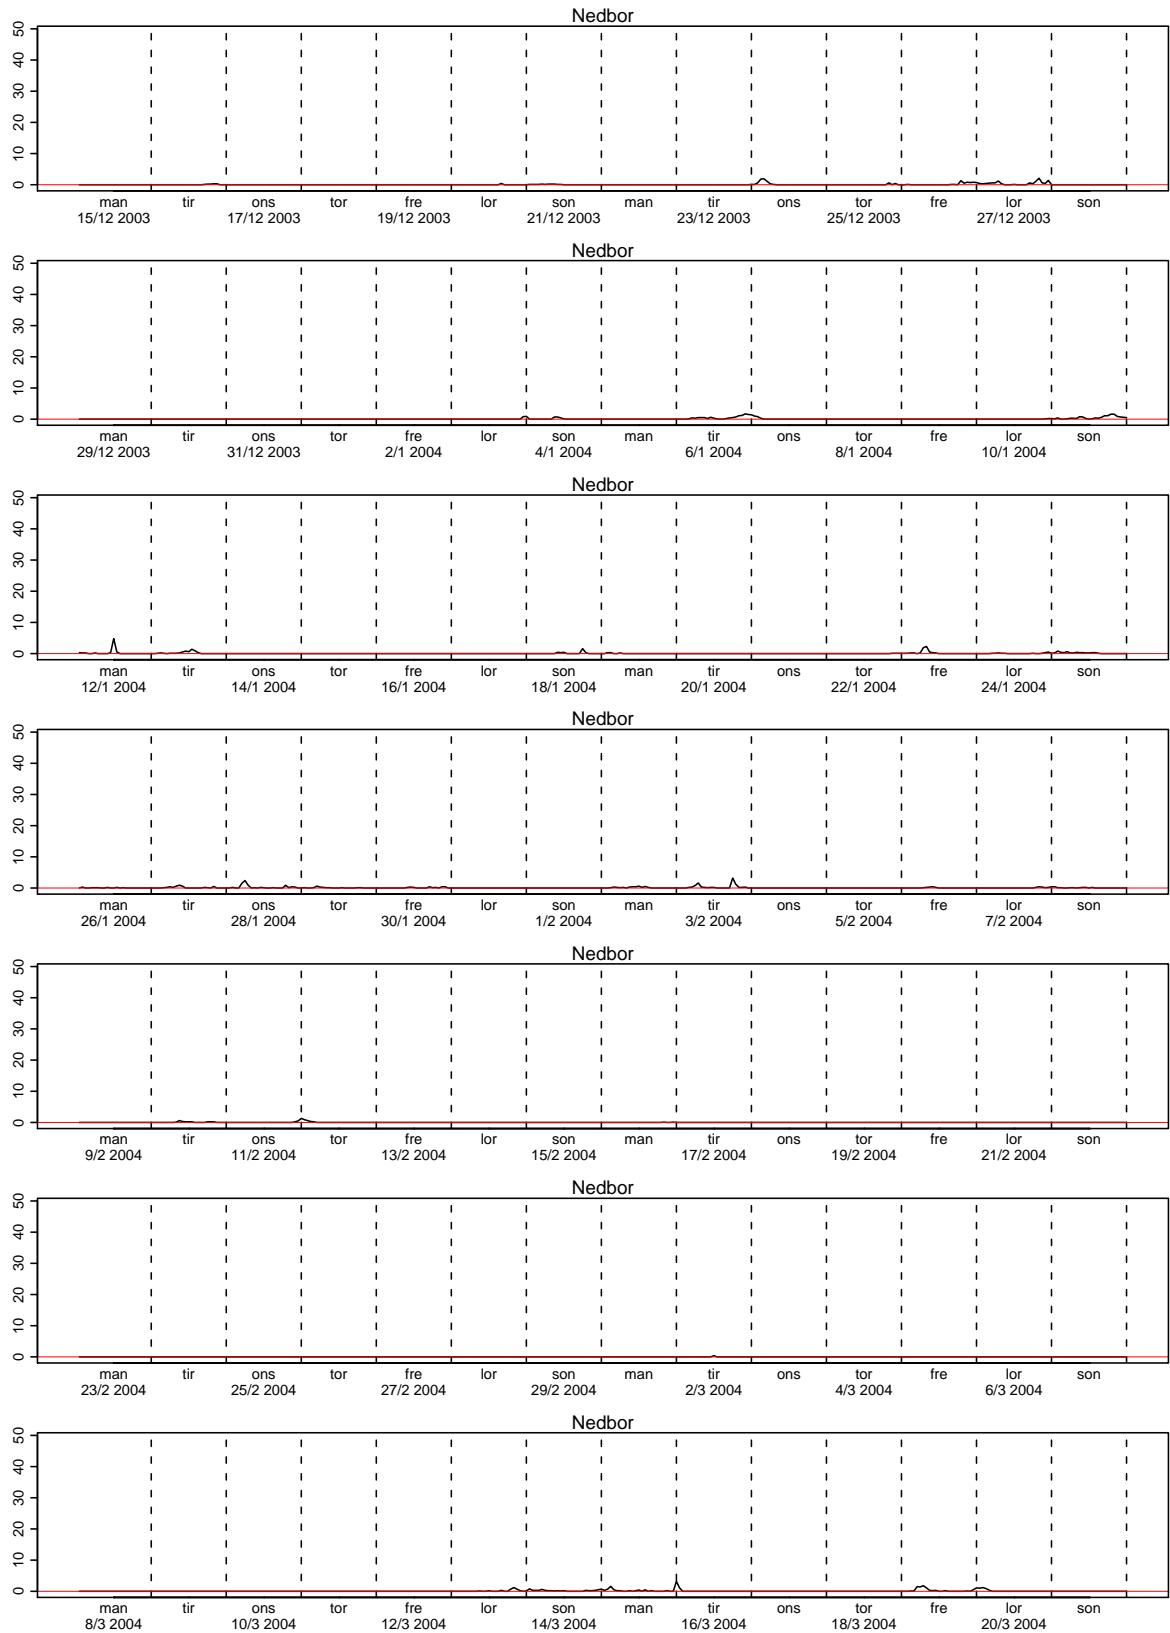 Nedbor
50
40
30
20
10
0
man tir ons tor fre lor son man tir ons tor fre lor son
15/12 2003 17/12 2003 19/12 2003 21/12 2003 23/12 2003 25/12 2003 27/12 2003
Nedbor
50
40
30
20
10
0
man tir ons tor fre lor son man tir ons tor fre lor son
29/12 2003 31/12 2003 2/1 2004 4/1 2004 6/1 2004 8/1 2004 10/1 2004
Nedbor
50
40
30
20
10
0
man tir ons tor fre lor son man tir ons tor fre lor son
12/1 2004 14/1 2004 16/1 2004 18/1 2004 20/1 2004 22/1 2004 24/1 2004
Nedbor
50
40
30
20
10
0
man tir ons tor fre lor son man tir ons tor fre lor son
26/1 2004 28/1 2004 30/1 2004 1/2 2004 3/2 2004 5/2 2004 7/2 2004
Nedbor
50
40
30
20
10
0
man tir ons tor fre lor son man tir ons tor fre lor son
9/2 2004 11/2 2004 13/2 2004 15/2 2004 17/2 2004 19/2 2004 21/2 2004
Nedbor
50
40
30
20
10
0
man tir ons tor fre lor son man tir ons tor fre lor son
23/2 2004 25/2 2004 27/2 2004 29/2 2004 2/3 2004 4/3 2004 6/3 2004
Nedbor
50
40
30
20
10
0
man tir ons tor fre lor son man tir ons tor fre lor son
8/3 2004 10/3 2004 12/3 2004 14/3 2004 16/3 2004 18/3 2004 20/3 2004